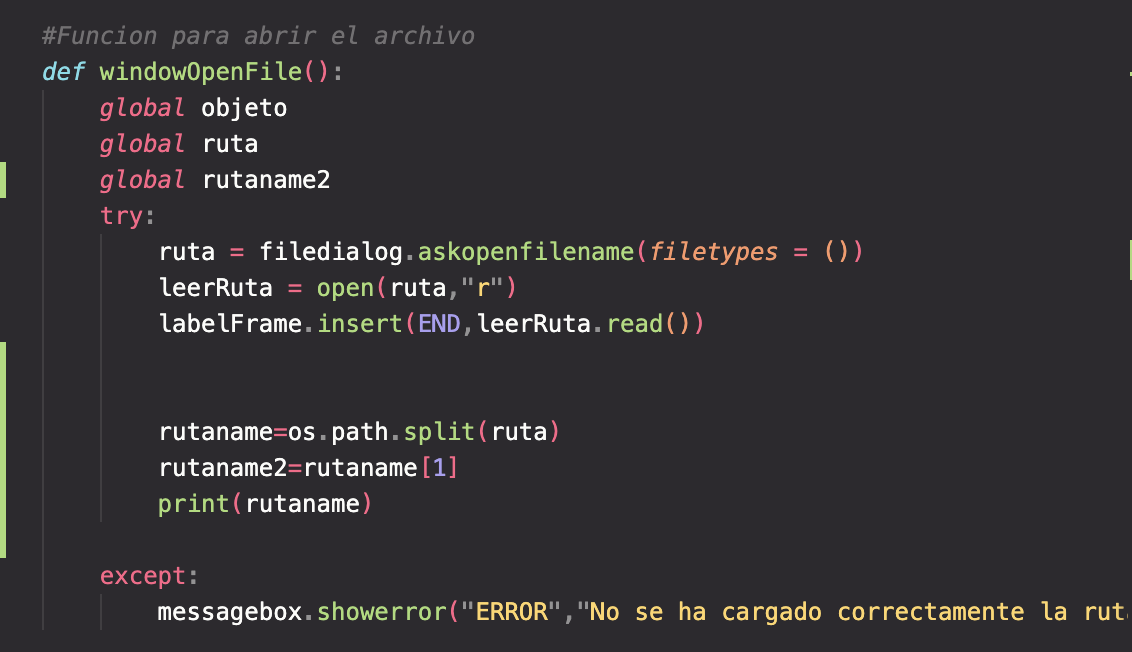 #Funcion para abrir el archivo
def windowOpenFile():
    global objeto
    global ruta
    global rutaname2
    try:
        ruta = filedialog.askopenfilename(filetypes = ())
        leerRuta = open(ruta,"r")
        labelFrame.insert(END,leerRuta.read())
        rutaname=os.path.split(ruta)
        rutaname2=rutaname[1]
        print(rutaname)
    except:
        messagebox.showerror("ERROR","No se ha cargado correctamente la